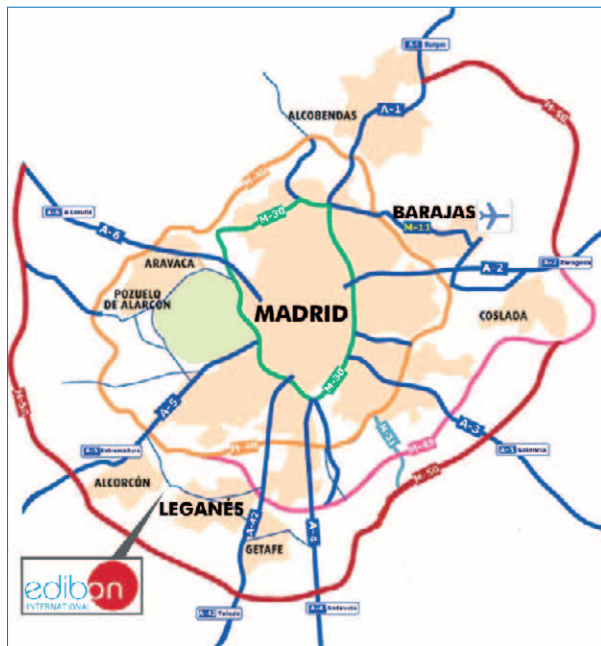 A-1 Burgos
M-50
A-1
ALCOBENDAS
M-40
M-30
BARAJAS
M-11
A-6 A Coruña
A-6
ARAVACA
A-2
A-2 Zaragoza
POZUELO
DE ALARCÓN
MADRID
COSLADA
M-30
A-5
M-50
A-3
M-31
M-45
M-40
A-5 Extremadura
A-3 Valencia
M-50
ALCORCÓN
LEGANÉS
A-42
A-4
GETAFE
edibon
INTERNATIONAL
A-42 Toledo
A-4 Andalucía